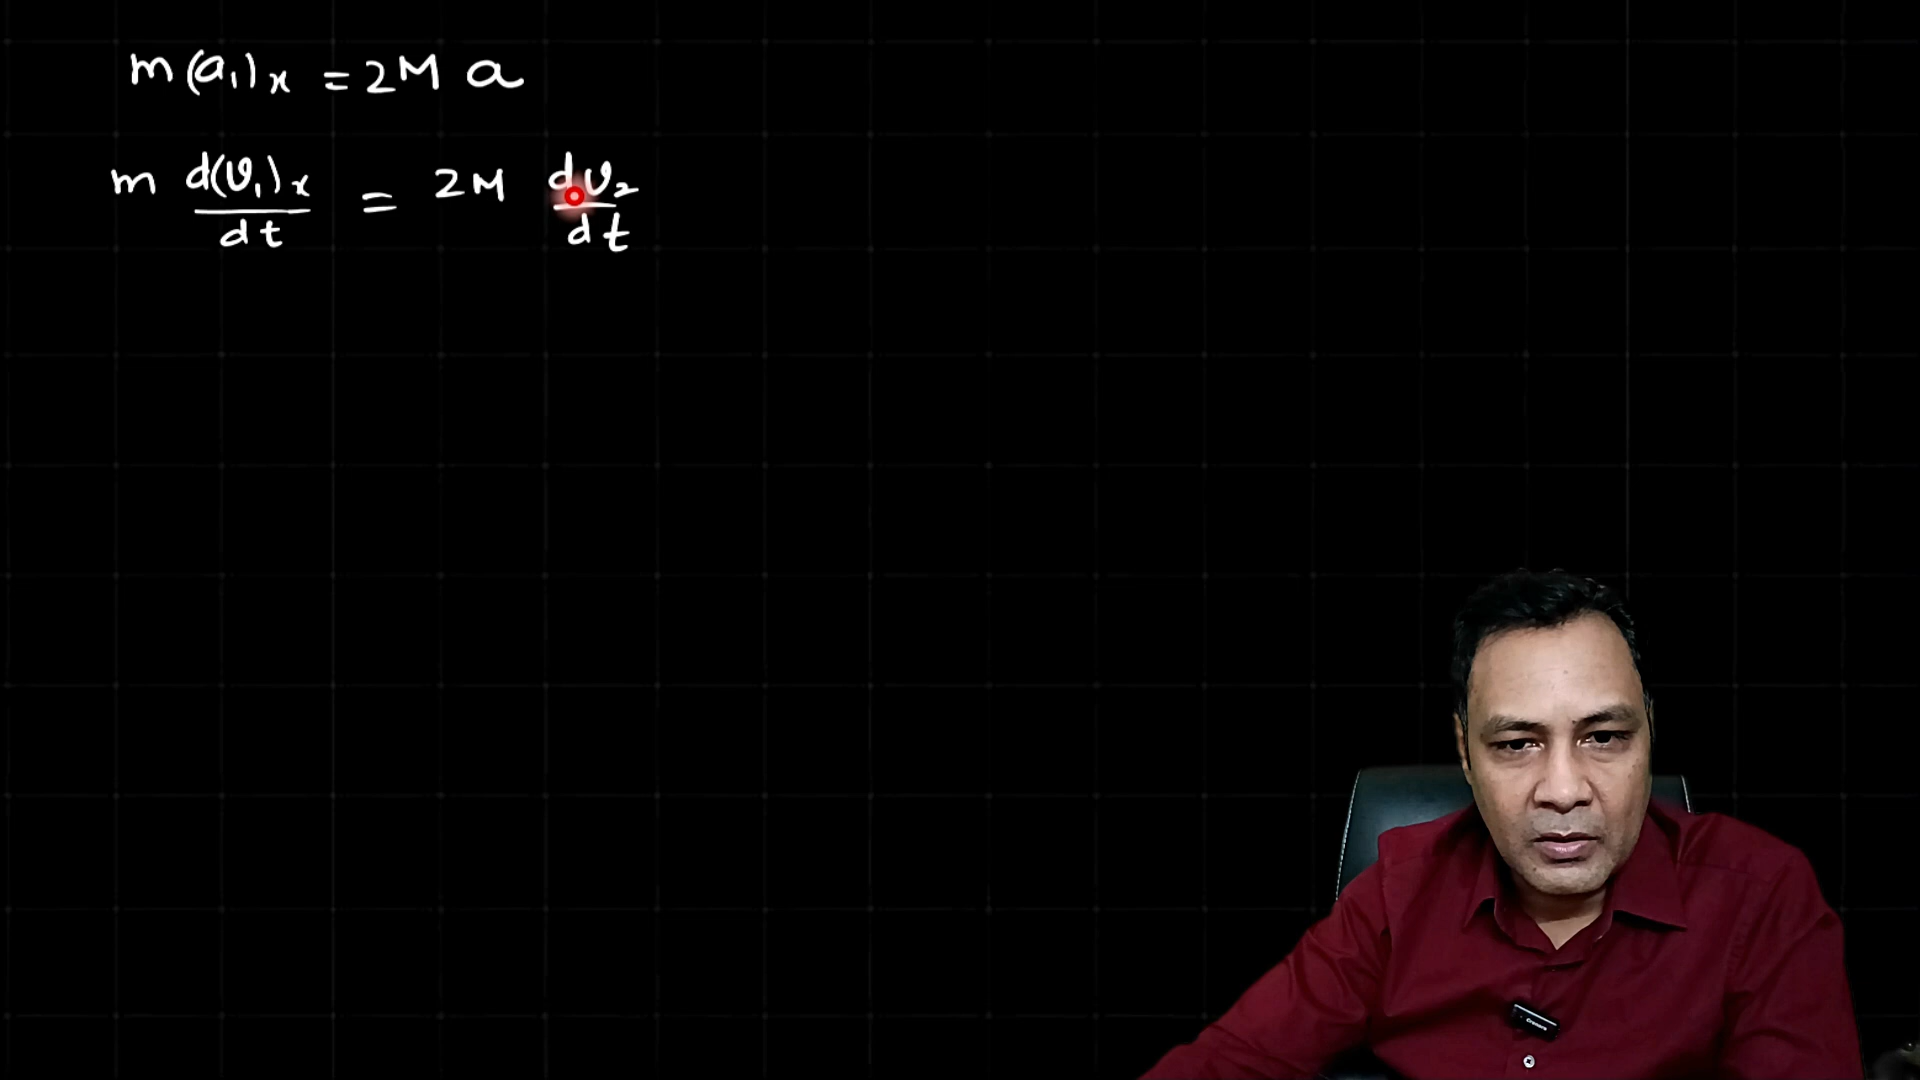 m(a₁)x = 2M a
m d(v₁)x/dt = 2M dv₂/dt